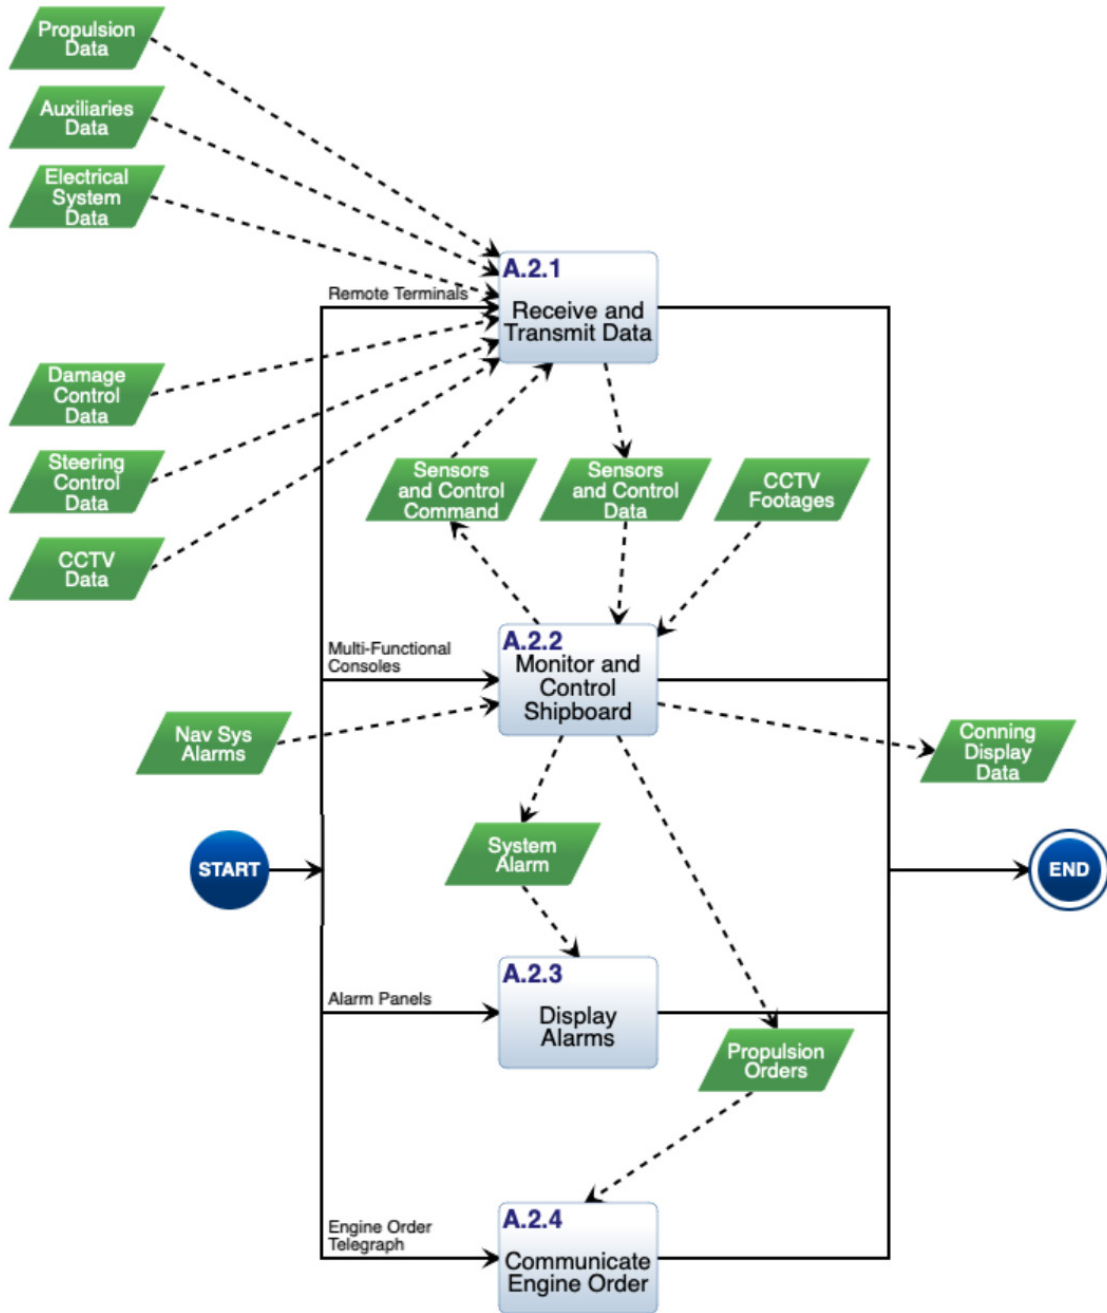 Propulsion
Data
Auxiliaries
Data
Electrical
System
Data
A.2.1
Remote Terminals
Receive and
Transmit Data
Damage
Control
Data
Steering
Control
Data
Sensors
and Control
Command
Sensors
and Control
Data
CCTV
Footages
CCTV
Data
A.2.2
Multi-Functional
Consoles
Monitor and
Control
Shipboard
Nav Sys
Alarms
Conning
Display
Data
System
Alarm
START
END
A.2.3
Alarm Panels
Display
Alarms
Propulsion
Orders
A.2.4
Engine Order
Telegraph
Communicate
Engine Order